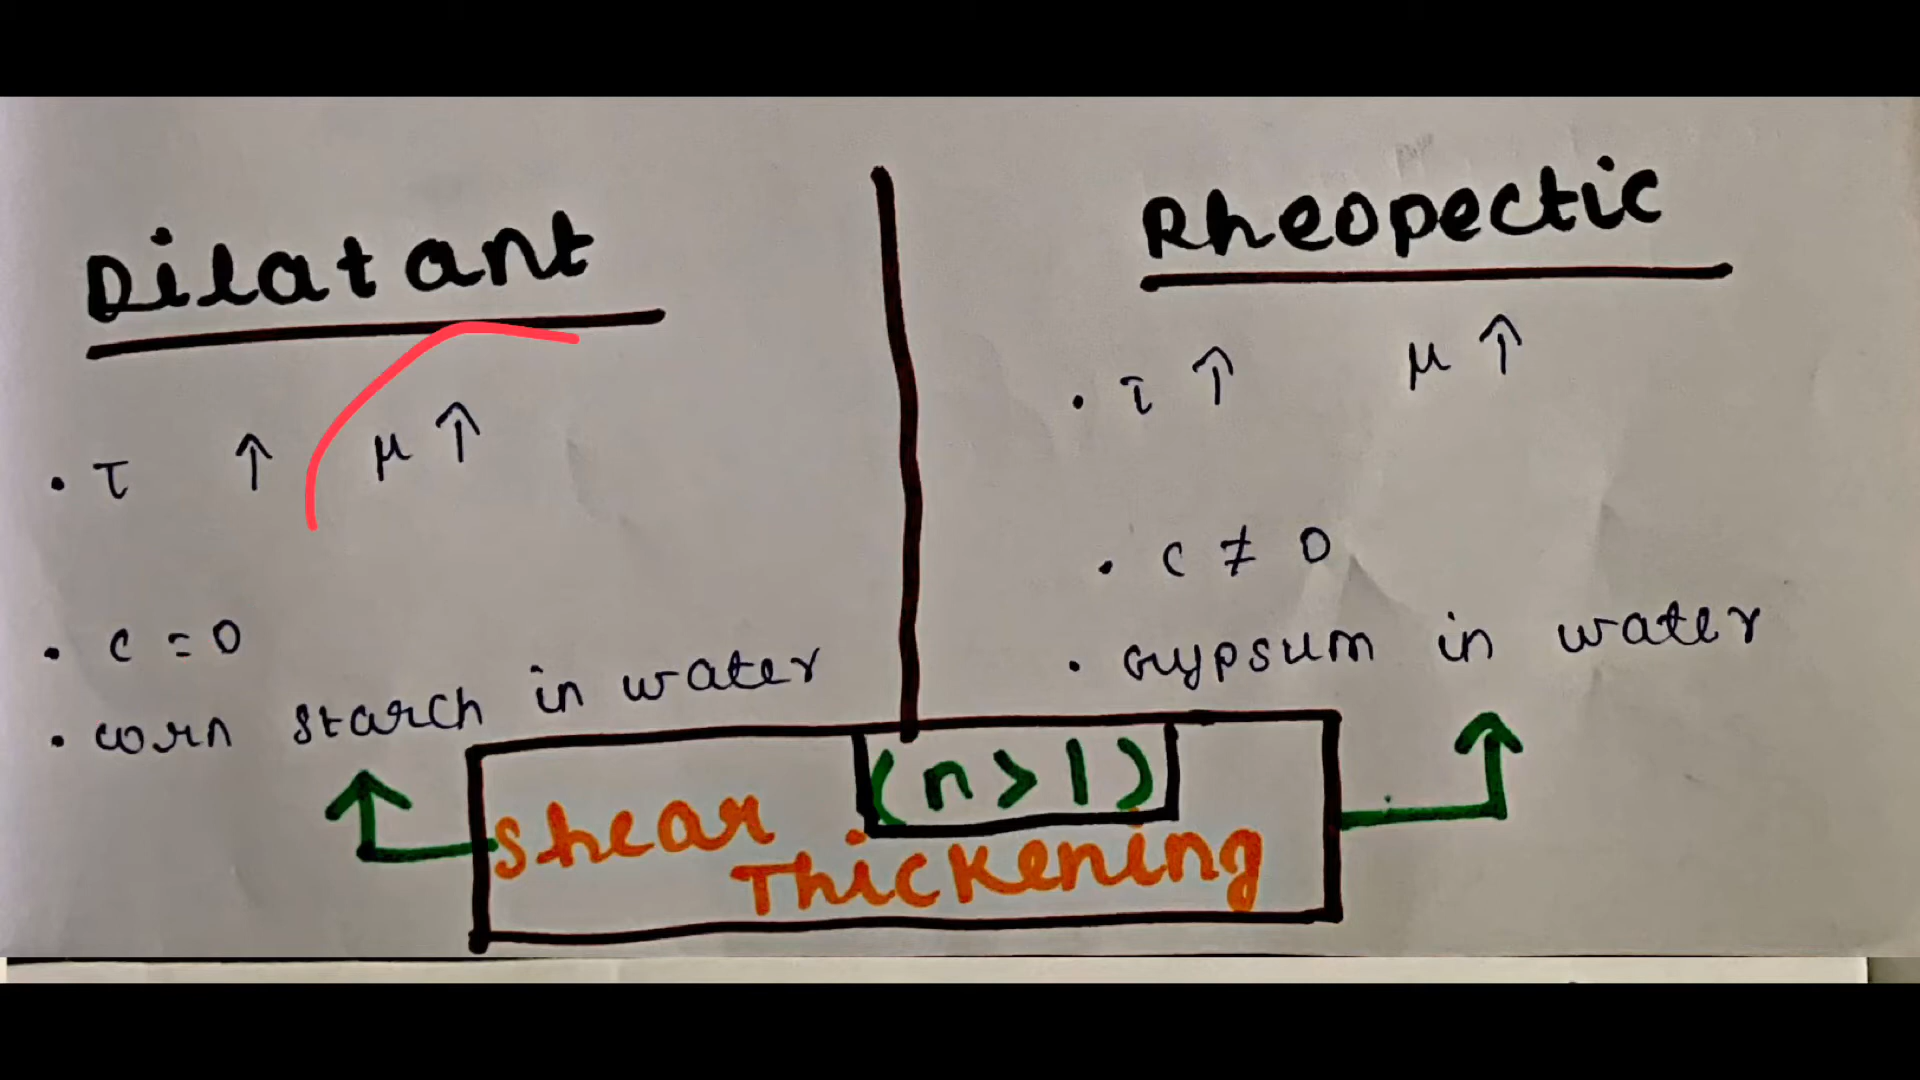 Dilatant
• τ ↑ μ ↑
• c = 0
• corn starch in water
Rheopectic
• τ ↑ μ ↑
• c ≠ 0
• Gypsum in water
(n > 1)
Shear
Thickening